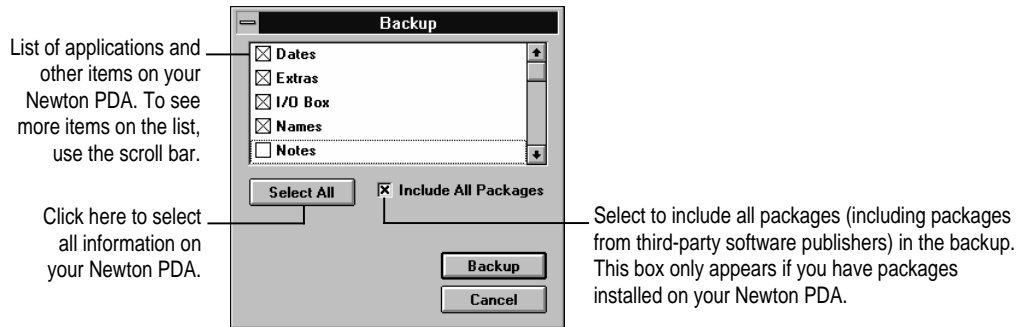 Backup
List of applications and
other items on your
Newton PDA. To see
more items on the list,
use the scroll bar.
Dates
Extras
I/O Box
Names
Notes
Select All
Include All Packages
Click here to select
all information on
your Newton PDA.
Select to include all packages (including packages
from third-party software publishers) in the backup.
This box only appears if you have packages
installed on your Newton PDA.
Backup
Cancel